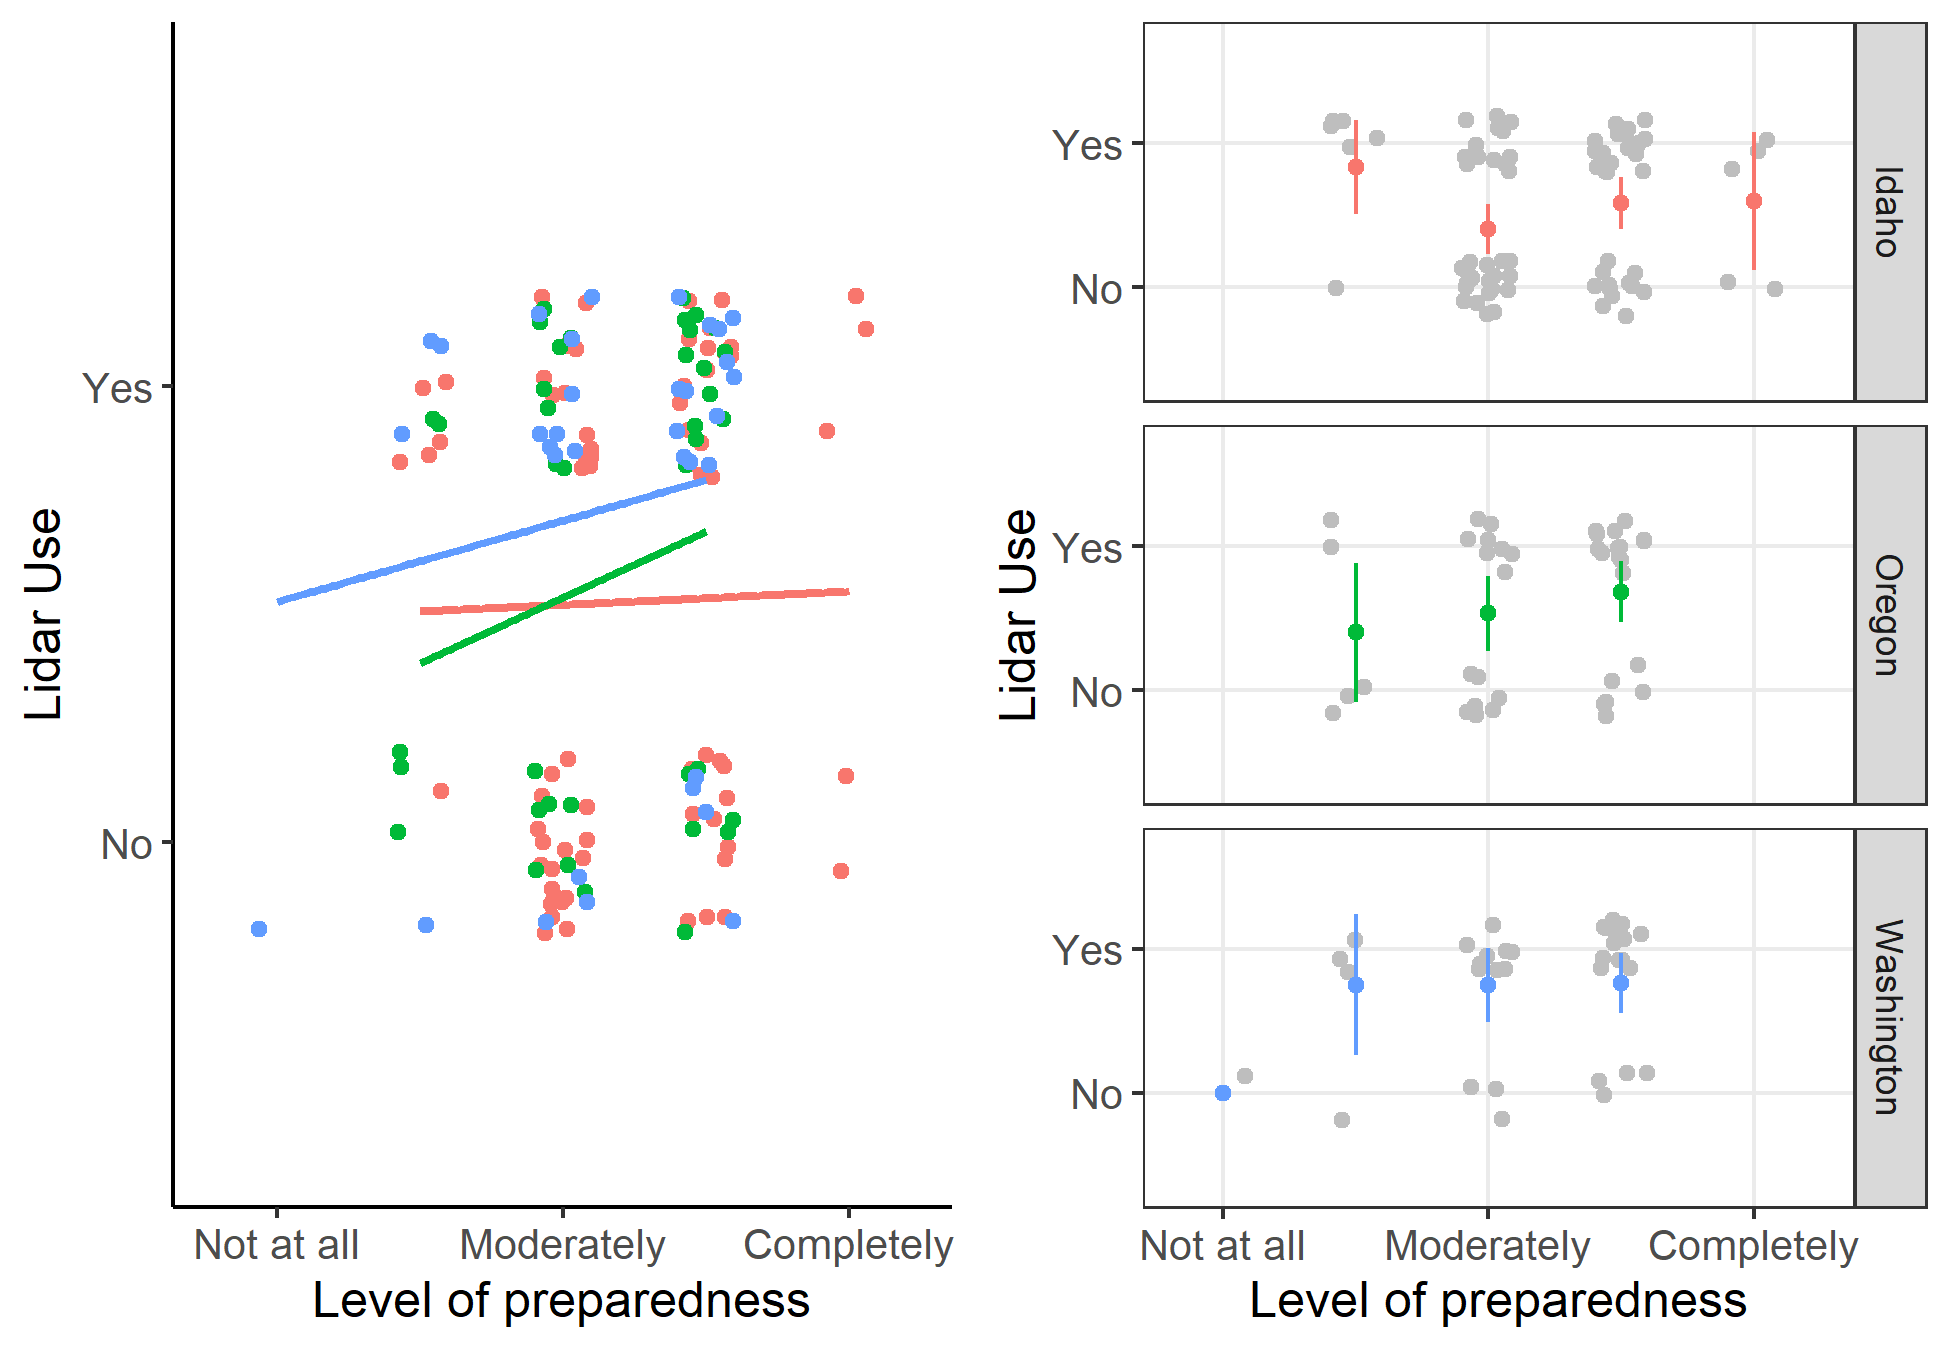 Lidar Use
Yes
No
Not at all
Moderately
Completely
Level of preparedness
Lidar Use
Yes
No
Idaho
Yes
No
Oregon
Yes
No
Washington
Not at all
Moderately
Completely
Level of preparedness